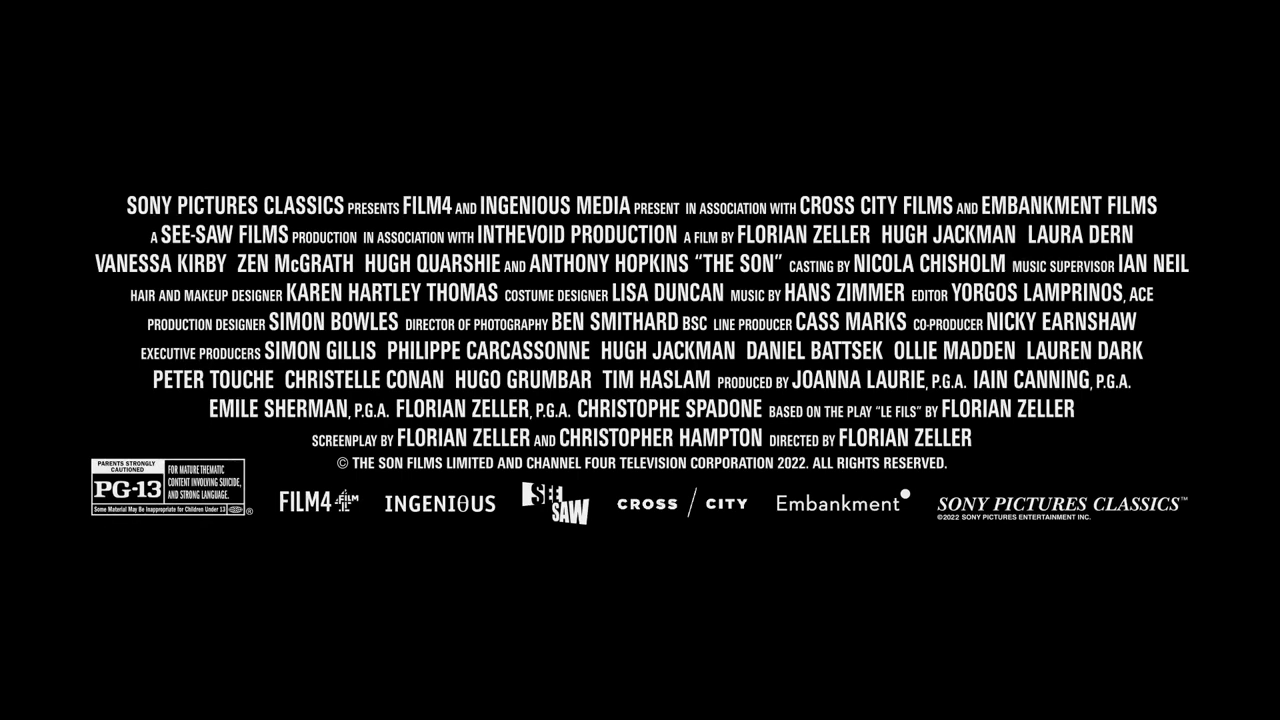 SONY PICTURES CLASSICS PRESENTS FILM4 AND INGENIOUS MEDIA PRESENT IN ASSOCIATION WITH CROSS CITY FILMS AND EMBANKMENT FILMS
A SEE-SAW FILMS PRODUCTION IN ASSOCIATION WITH INTHEVOID PRODUCTION A FILM BY FLORIAN ZELLER HUGH JACKMAN LAURA DERN
VANESSA KIRBY ZEN McGRATH HUGH QUARSHIE AND ANTHONY HOPKINS “THE SON” CASTING BY NICOLA CHISHOLM MUSIC SUPERVISOR IAN NEIL
HAIR AND MAKEUP DESIGNER KAREN HARTLEY THOMAS COSTUME DESIGNER LISA DUNCAN MUSIC BY HANS ZIMMER EDITOR YORGOS LAMPRINOS, ACE
PRODUCTION DESIGNER SIMON BOWLES DIRECTOR OF PHOTOGRAPHY BEN SMITHARD BSC LINE PRODUCER CASS MARKS CO-PRODUCER NICKY EARNSHAW
EXECUTIVE PRODUCERS SIMON GILLIS PHILIPPE CARCASSONNE HUGH JACKMAN DANIEL BATTSEK OLLIE MADDEN LAUREN DARK
PETER TOUCHE CHRISTELLE CONAN HUGO GRUMBAR TIM HASLAM PRODUCED BY JOANNA LAURIE, P.G.A. IAIN CANNING, P.G.A.
EMILE SHERMAN, P.G.A. FLORIAN ZELLER, P.G.A. CHRISTOPHE SPADONE BASED ON THE PLAY “LE FILS” BY FLORIAN ZELLER
SCREENPLAY BY FLORIAN ZELLER AND CHRISTOPHER HAMPTON DIRECTED BY FLORIAN ZELLER
© THE SON FILMS LIMITED AND CHANNEL FOUR TELEVISION CORPORATION 2022. ALL RIGHTS RESERVED.
PARENTS STRONGLY
CAUTIONED
PG-13
FOR MATURE THEMATIC
CONTENT INVOLVING SUICIDE,
AND STRONG LANGUAGE.
Some Material May Be Inappropriate for Children Under 13
®
FILM4 FILM
INGENIOUS
SEE
SAW
CROSS / CITY
Embankment
SONY PICTURES CLASSICS™
©2022 SONY PICTURES ENTERTAINMENT INC.